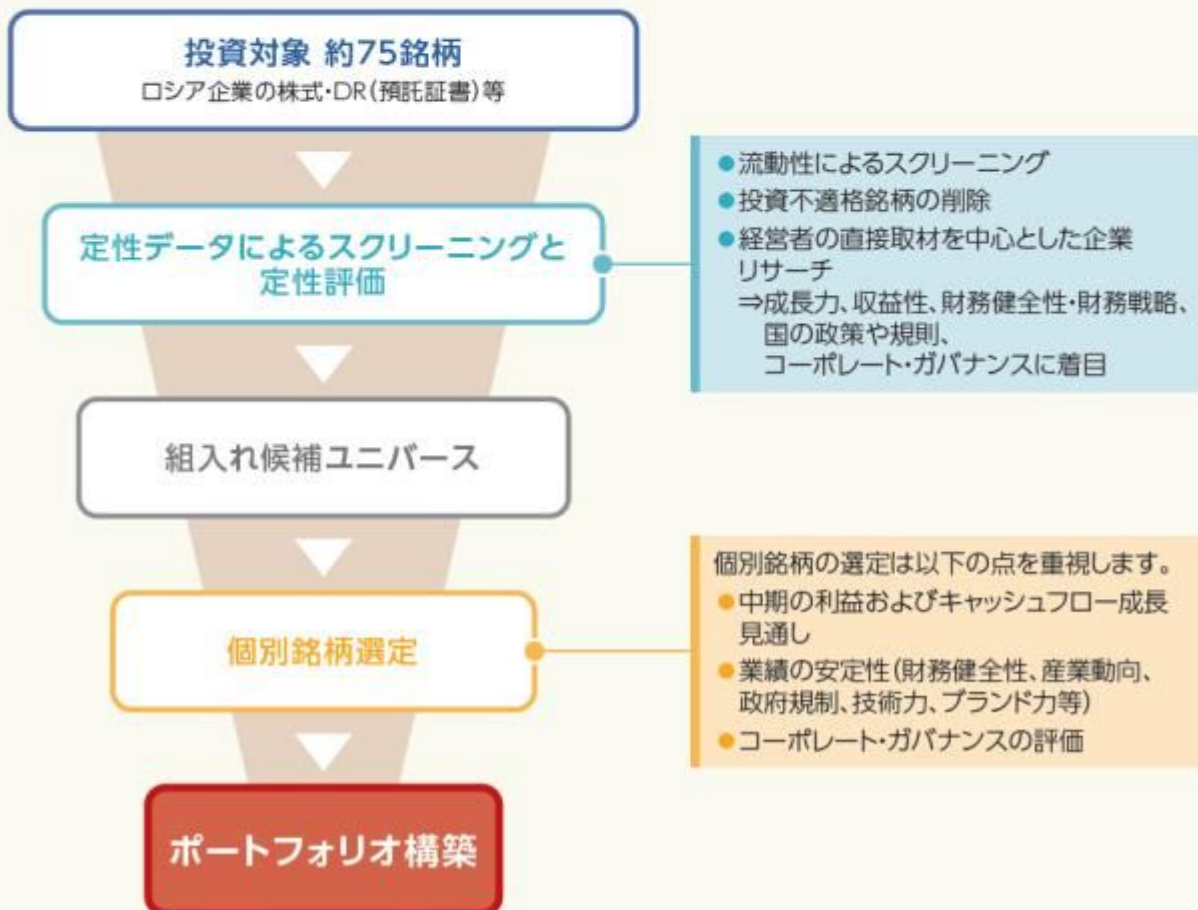 投資対象 約75銘柄
ロシア企業の株式・DR(預託証書)等
定性データによるスクリーニングと
定性評価
●流動性によるスクリーニング
●投資不適格銘柄の削除
●経営者の直接取材を中心とした企業
リサーチ
⇒成長力、収益性、財務健全性・財務戦略、
国の政策や規則、
コーポレート・ガバナンスに着目
組入れ候補ユニバース
個別銘柄選定
個別銘柄の選定は以下の点を重視します。
●中期の利益およびキャッシュフロー成長
見通し
●業績の安定性(財務健全性、産業動向、
政府規制、技術力、ブランド力等)
●コーポレート・ガバナンスの評価
ポートフォリオ構築